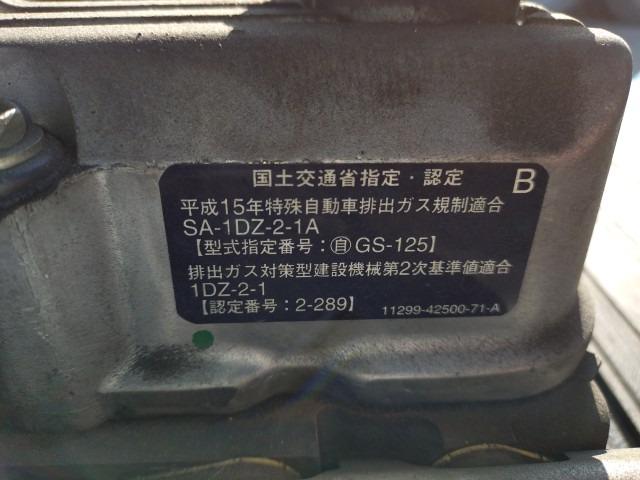 国土交通省指定・認定 B
平成15年特殊自動車排出ガス規制適合
SA-1DZ-2-1A
【型式指定番号：㊐GS-125】
排出ガス対策型建設機械第2次基準値適合
1DZ-2-1
【認定番号：2-289】 11299-42500-71-A